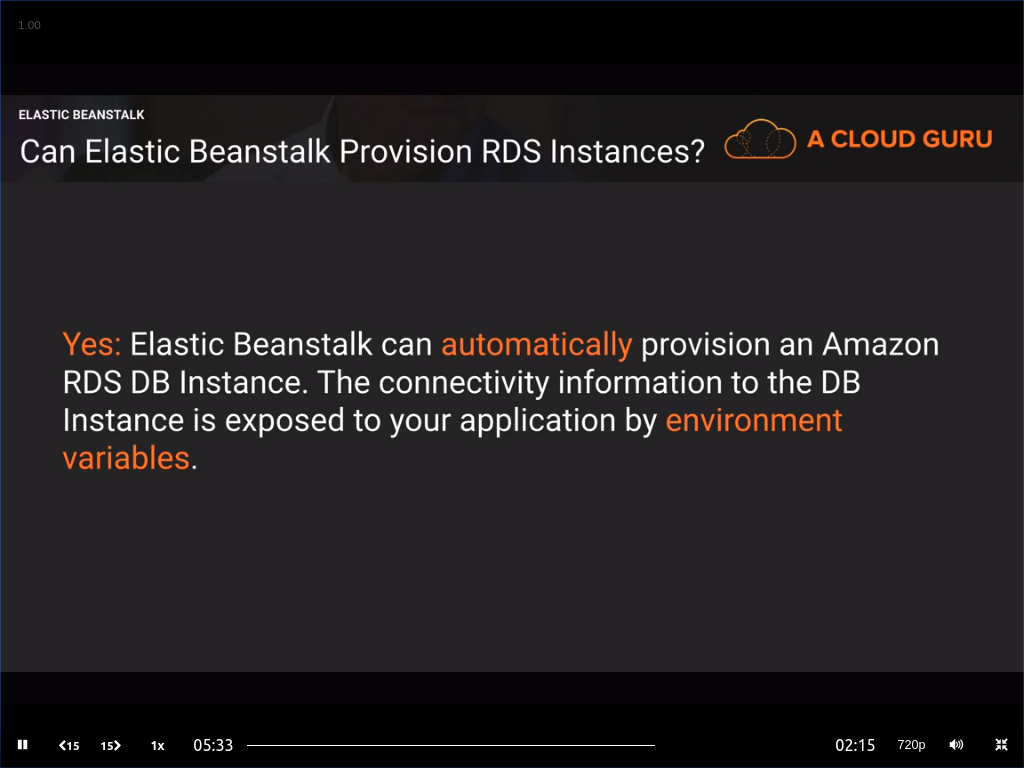 1.00
ELASTIC BEANSTALK
Can Elastic Beanstalk Provision RDS Instances?
A CLOUD GURU
Yes: Elastic Beanstalk can automatically provision an Amazon
RDS DB Instance. The connectivity information to the DB
Instance is exposed to your application by environment
variables.
15 15 1x 05:33 02:15 720p